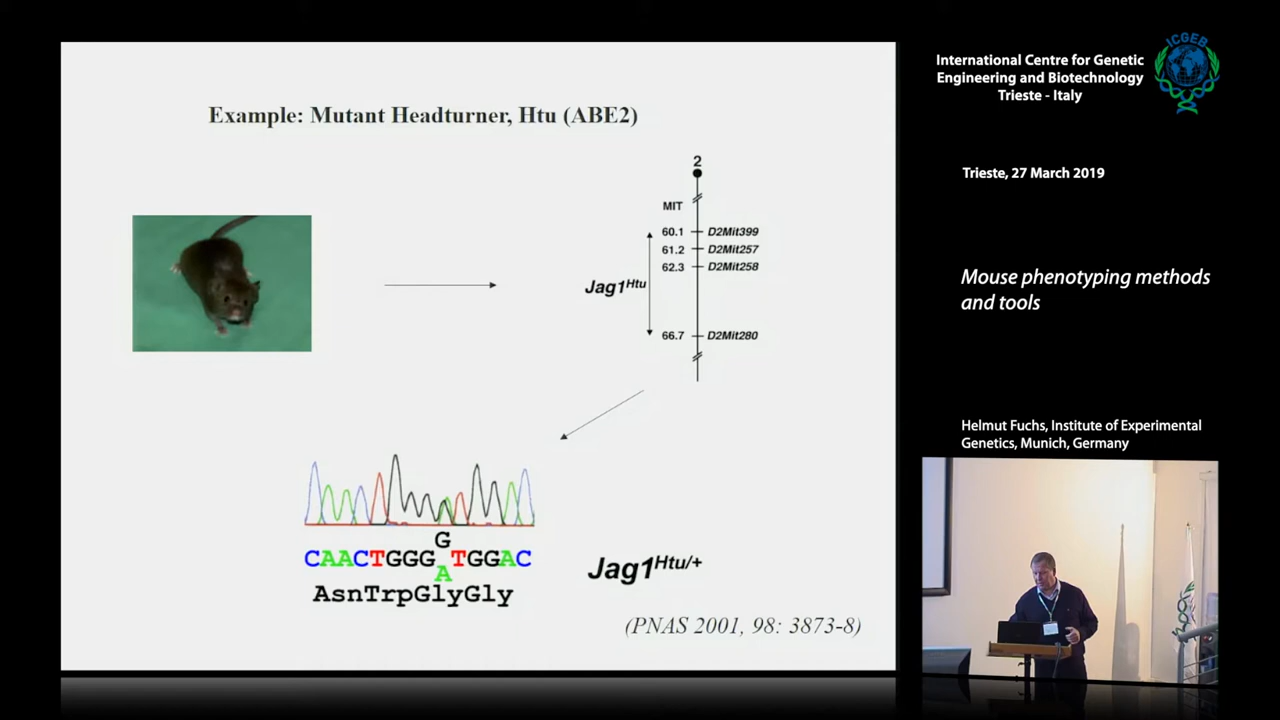 Example: Mutant Headturner, Htu (ABE2)
2
MIT
60.1 D2Mit399
61.2 D2Mit257
62.3 D2Mit258
Jag1Htu
66.7 D2Mit280
G
CAACTGGG TGGAC
A
AsnTrpGlyGly
Jag1Htu/+
(PNAS 2001, 98: 3873-8)
International Centre for Genetic
Engineering and Biotechnology
Trieste - Italy
ICGEB
Trieste, 27 March 2019
Mouse phenotyping methods
and tools
Helmut Fuchs, Institute of Experimental
Genetics, Munich, Germany